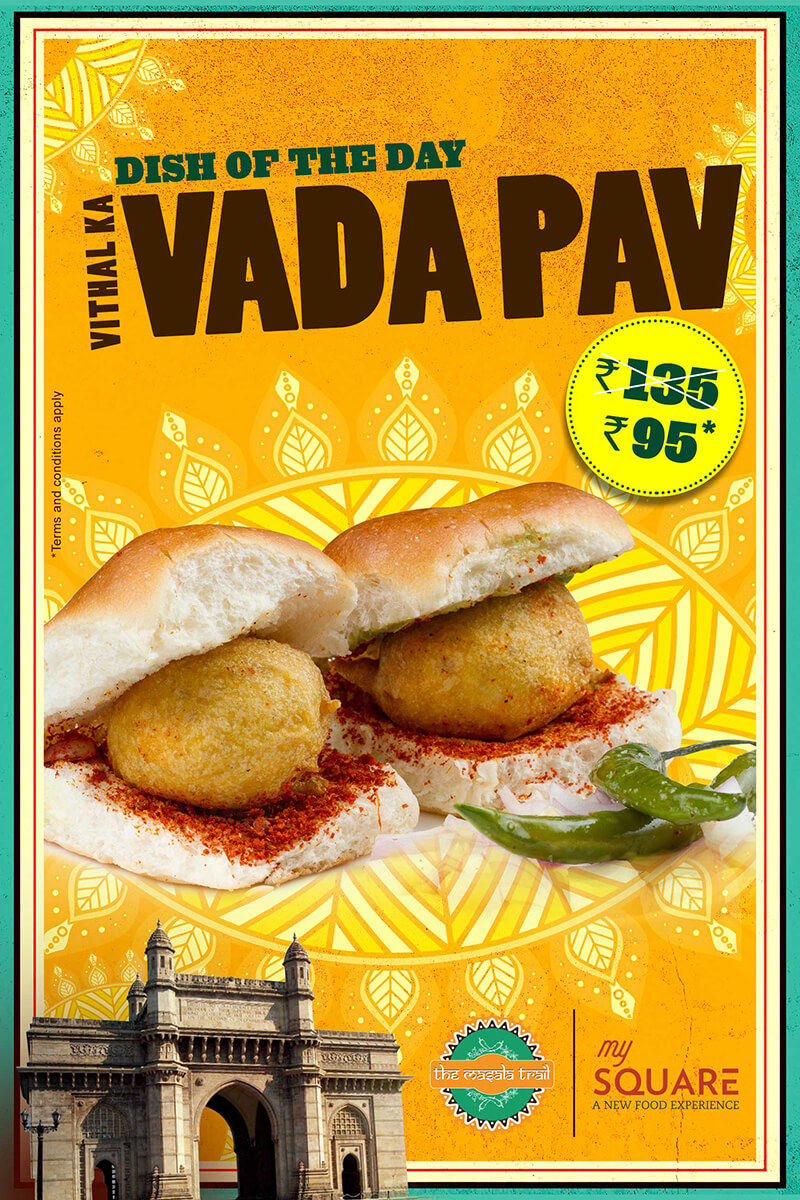 DISH OF THE DAY
VITHAL KA
VADA PAV
₹ 135
₹ 95*
*Terms and conditions apply
the masala trail
my
SQUARE
A NEW FOOD EXPERIENCE